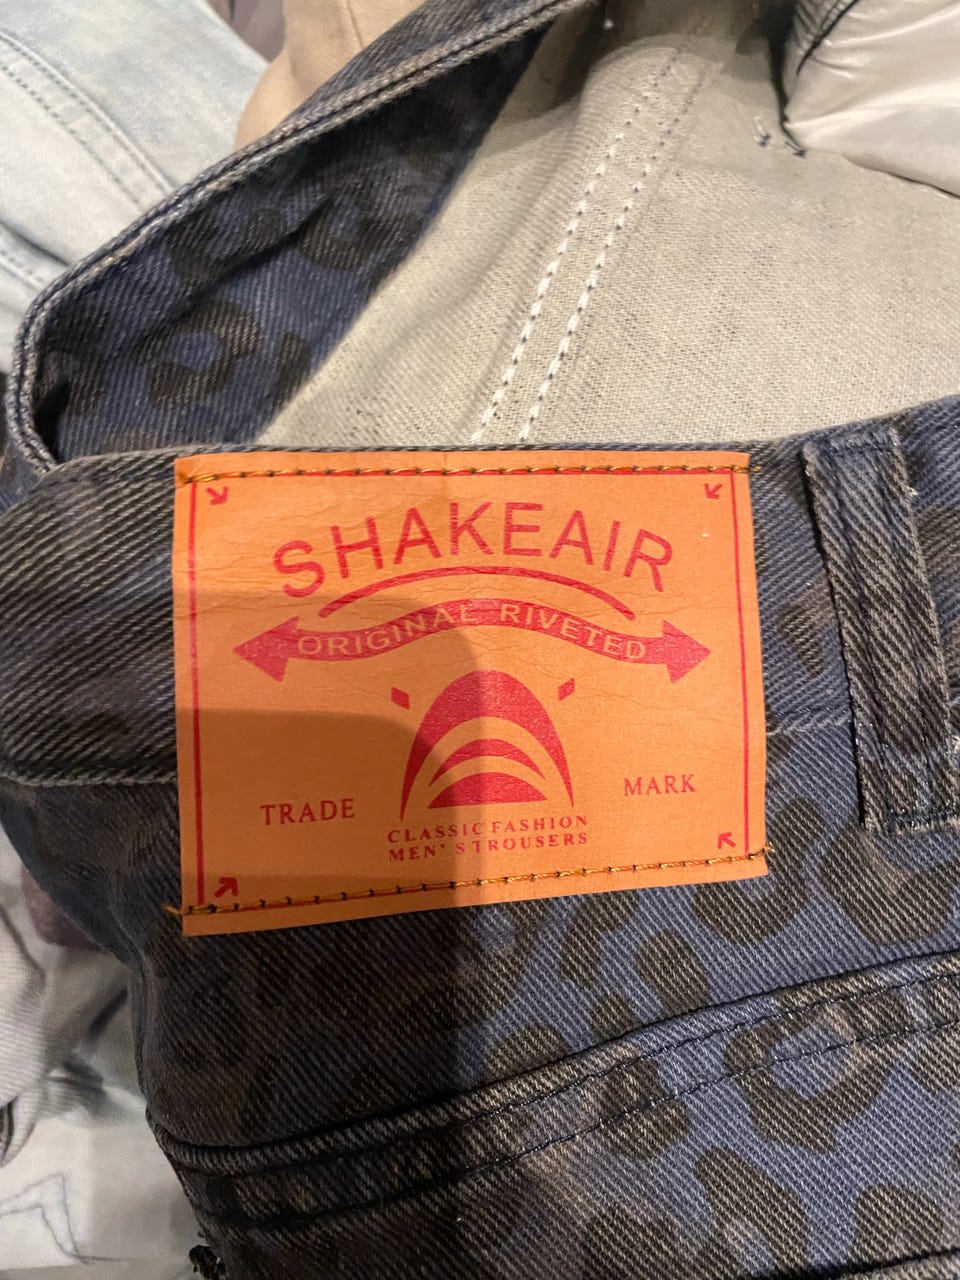 SHAKEAIR
ORIGINAL RIVETED
TRADE MARK
CLASSIC FASHION
MEN' S TROUSERS